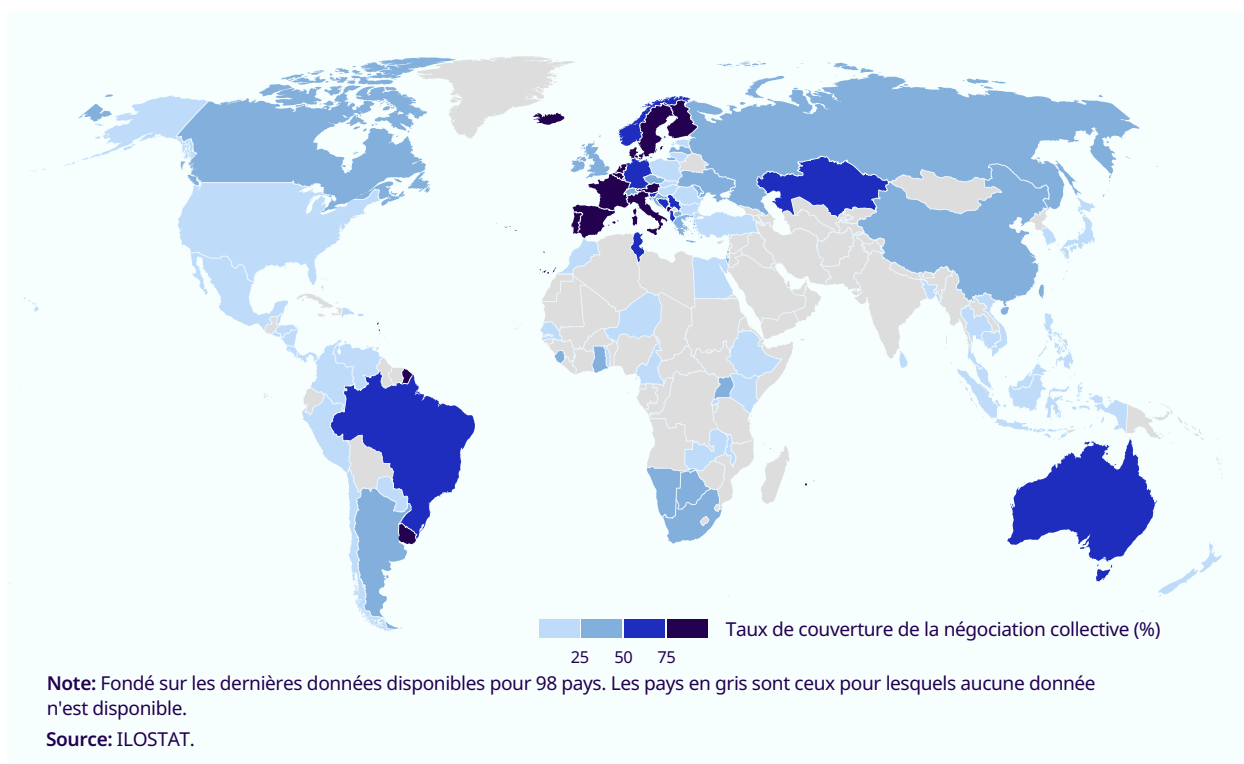 Taux de couverture de la négociation collective (%)
25 50 75
Note: Fondé sur les dernières données disponibles pour 98 pays. Les pays en gris sont ceux pour lesquels aucune donnée
n'est disponible.
Source: ILOSTAT.